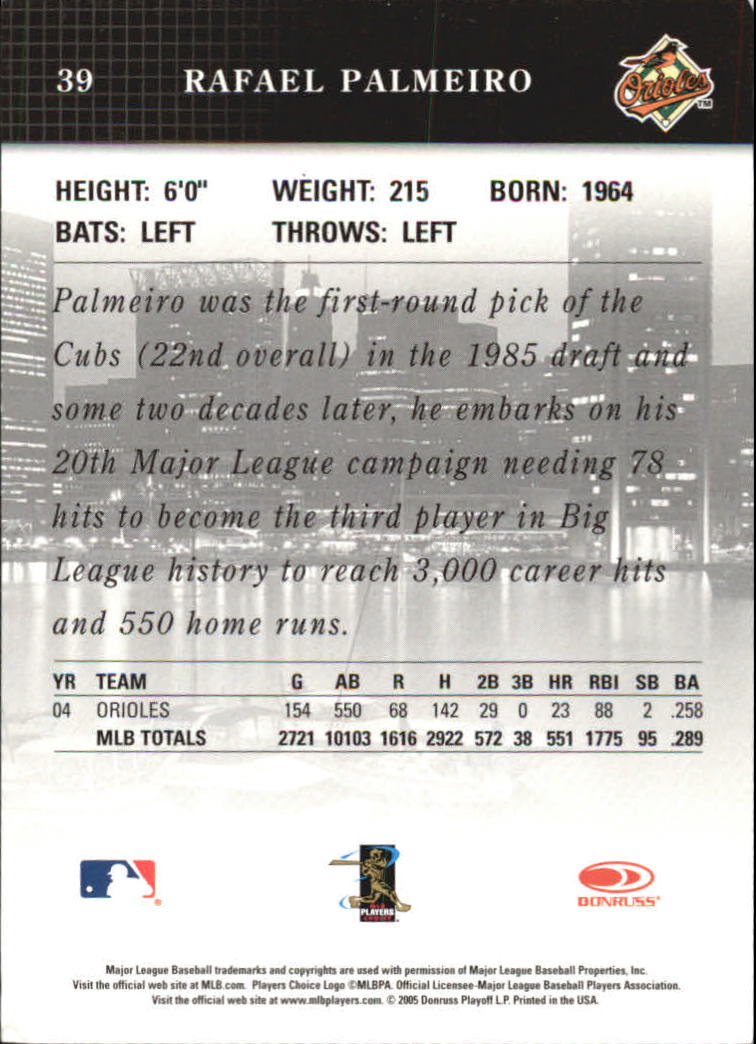 39 RAFAEL PALMEIRO Orioles TM
HEIGHT: 6'0" WEIGHT: 215 BORN: 1964
BATS: LEFT THROWS: LEFT
Palmeiro was the first-round pick of the
Cubs (22nd overall) in the 1985 draft and
some two decades later, he embarks on his
20th Major League campaign needing 78
hits to become the third player in Big
League history to reach 3,000 career hits
and 550 home runs.
YR TEAM G AB R H 2B 3B HR RBI SB BA
04 ORIOLES 154 550 68 142 29 0 23 88 2 .258
MLB TOTALS 2721 10103 1616 2922 572 38 551 1775 95 .289
PLAYERS
CHOICE
DONRUSS®
Major League Baseball trademarks and copyrights are used with permission of Major League Baseball Properties, Inc.
Visit the official web site at MLB.com. Players Choice Logo ©MLBPA. Official Licensee-Major League Baseball Players Association.
Visit the official web site at www.mlbplayers.com. © 2005 Donruss Playoff L.P. Printed in the USA.